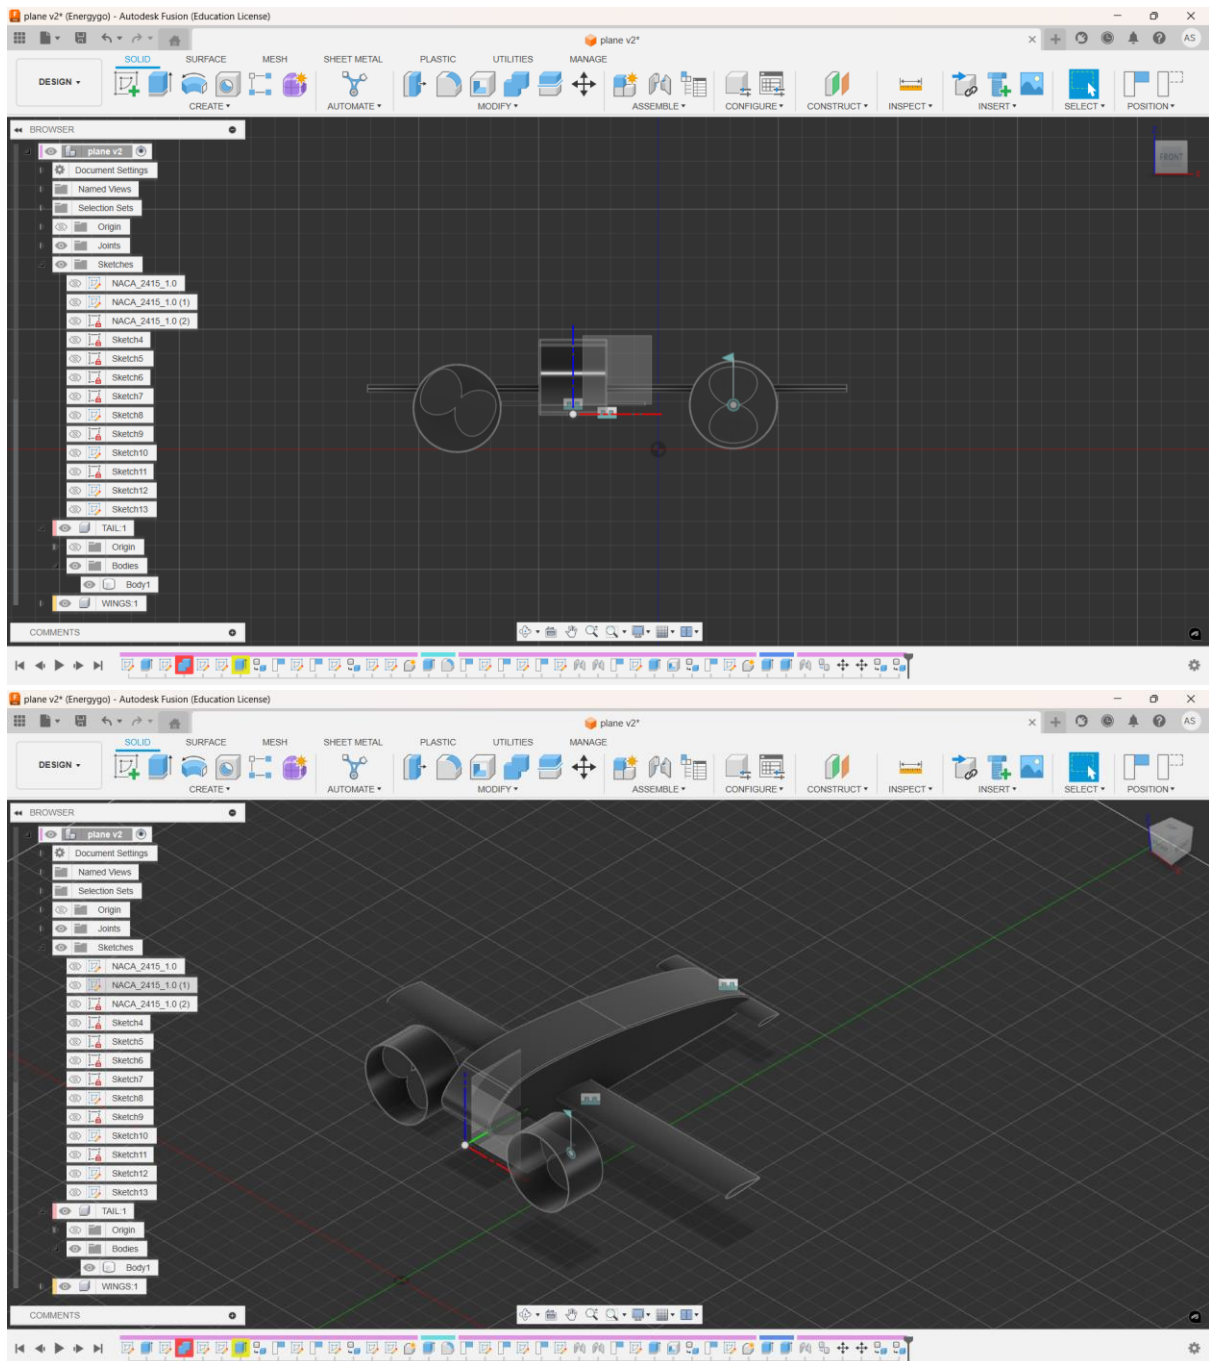 plane v2* (Energygo) - Autodesk Fusion (Education License)
plane v2*
AS
SOLID SURFACE MESH SHEET METAL PLASTIC UTILITIES MANAGE
DESIGN
CREATE AUTOMATE MODIFY ASSEMBLE CONFIGURE CONSTRUCT INSPECT INSERT SELECT POSITION
BROWSER
plane v2
FRONT
Document Settings
Named Views
Selection Sets
Origin
Joints
Sketches
NACA_2415_1.0
NACA_2415_1.0 (1)
NACA_2415_1.0 (2)
Sketch4
Sketch5
Sketch6
Sketch7
Sketch8
Sketch9
Sketch10
Sketch11
Sketch12
Sketch13
TAIL:1
Origin
Bodies
Body1
WINGS:1
COMMENTS
plane v2* (Energygo) - Autodesk Fusion (Education License)
plane v2*
AS
SOLID SURFACE MESH SHEET METAL PLASTIC UTILITIES MANAGE
DESIGN
CREATE AUTOMATE MODIFY ASSEMBLE CONFIGURE CONSTRUCT INSPECT INSERT SELECT POSITION
BROWSER
plane v2
Document Settings
Named Views
Selection Sets
Origin
Joints
Sketches
NACA_2415_1.0
NACA_2415_1.0 (1)
NACA_2415_1.0 (2)
Sketch4
Sketch5
Sketch6
Sketch7
Sketch8
Sketch9
Sketch10
Sketch11
Sketch12
Sketch13
TAIL:1
Origin
Bodies
Body1
WINGS:1
COMMENTS